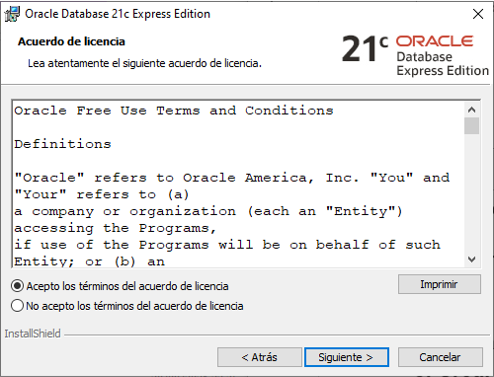 Oracle Database 21c Express Edition
Acuerdo de licencia
Lea atentamente el siguiente acuerdo de licencia.
21c ORACLE
Database
Express Edition
Oracle Free Use Terms and Conditions
Definitions
"Oracle" refers to Oracle America, Inc. "You" and
"Your" refers to (a)
a company or organization (each an "Entity")
accessing the Programs,
if use of the Programs will be on behalf of such
Entity; or (b) an
Acepto los términos del acuerdo de licencia
Imprimir
No acepto los términos del acuerdo de licencia
InstallShield
< Atrás
Siguiente >
Cancelar